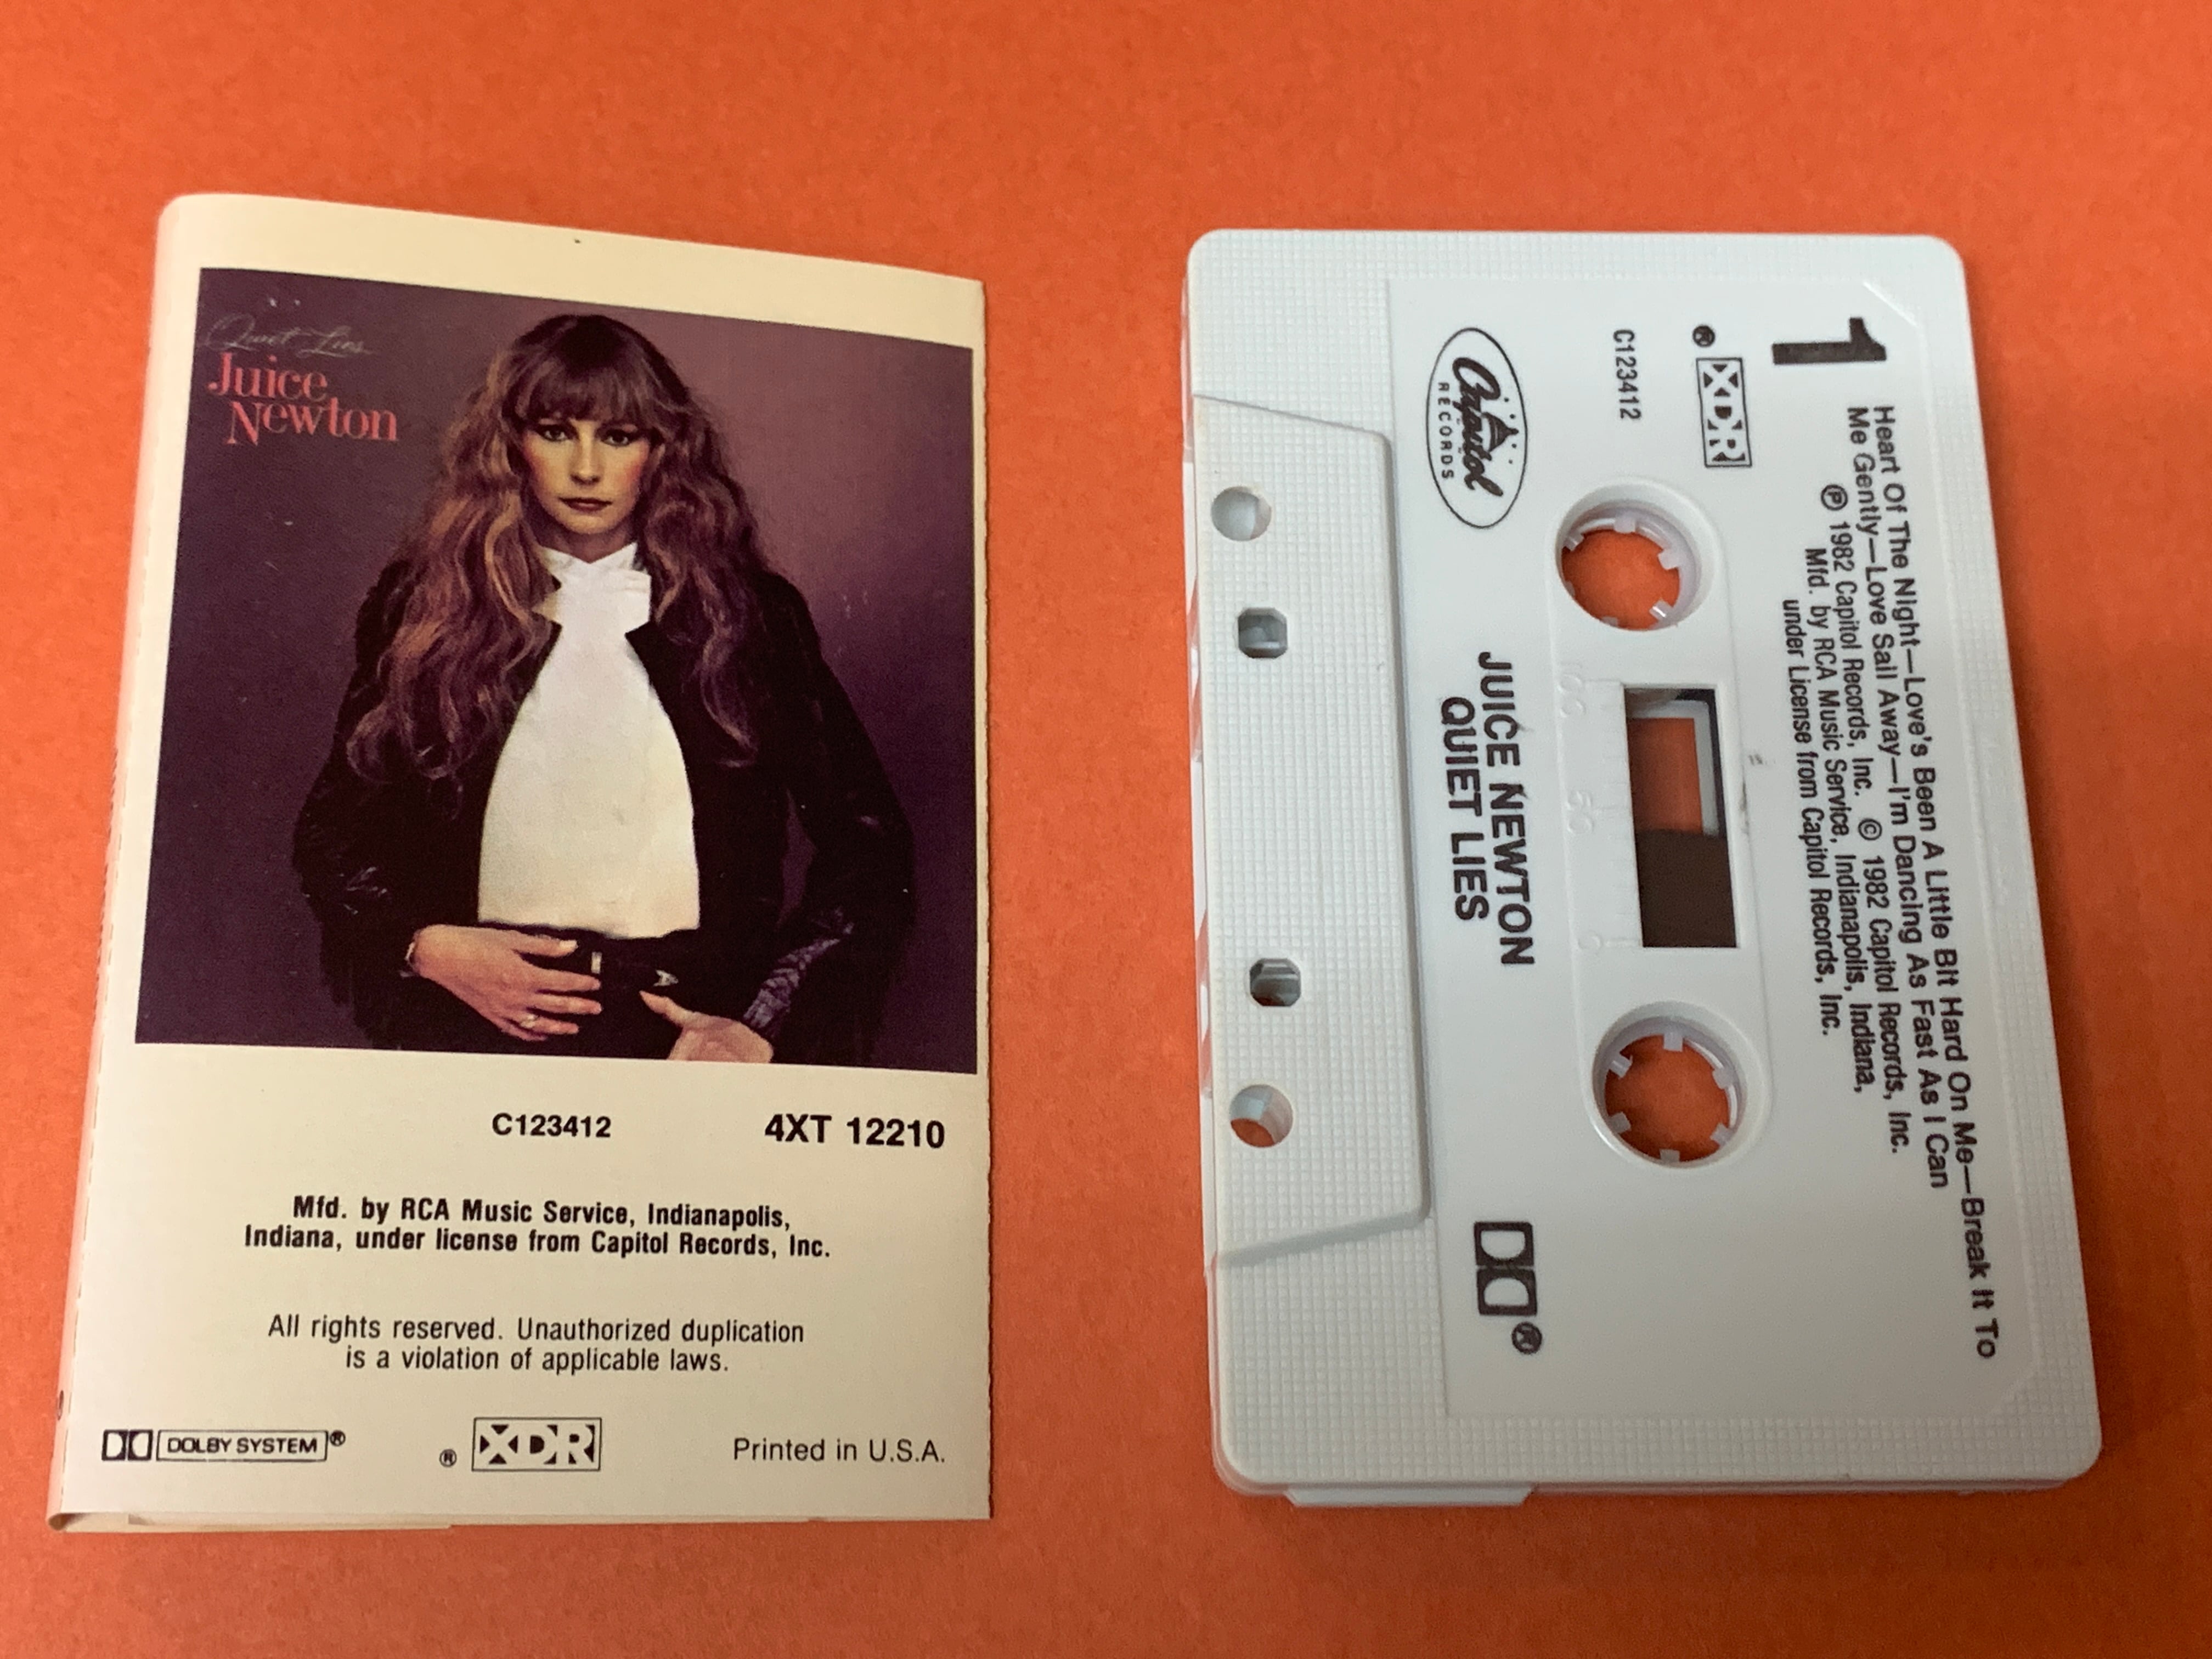 Quiet Lies
Juice
Newton
C123412 4XT 12210
Mfd. by RCA Music Service, Indianapolis,
Indiana, under license from Capitol Records, Inc.
All rights reserved. Unauthorized duplication
is a violation of applicable laws.
DOLBY SYSTEM® ® XDR Printed in U.S.A.
1
Heart Of The Night—Love's Been A Little Bit Hard On Me—Break It To
Me Gently—Love Sail Away—I'm Dancing As Fast As I Can
℗ 1982 Capitol Records, Inc. © 1982 Capitol Records, Inc.
Mfd. by RCA Music Service, Indianapolis, Indiana,
under License from Capitol Records, Inc.
® XDR
C123412
100 50 0
JUICE NEWTON
QUIET LIES
Capitol
RECORDS
®